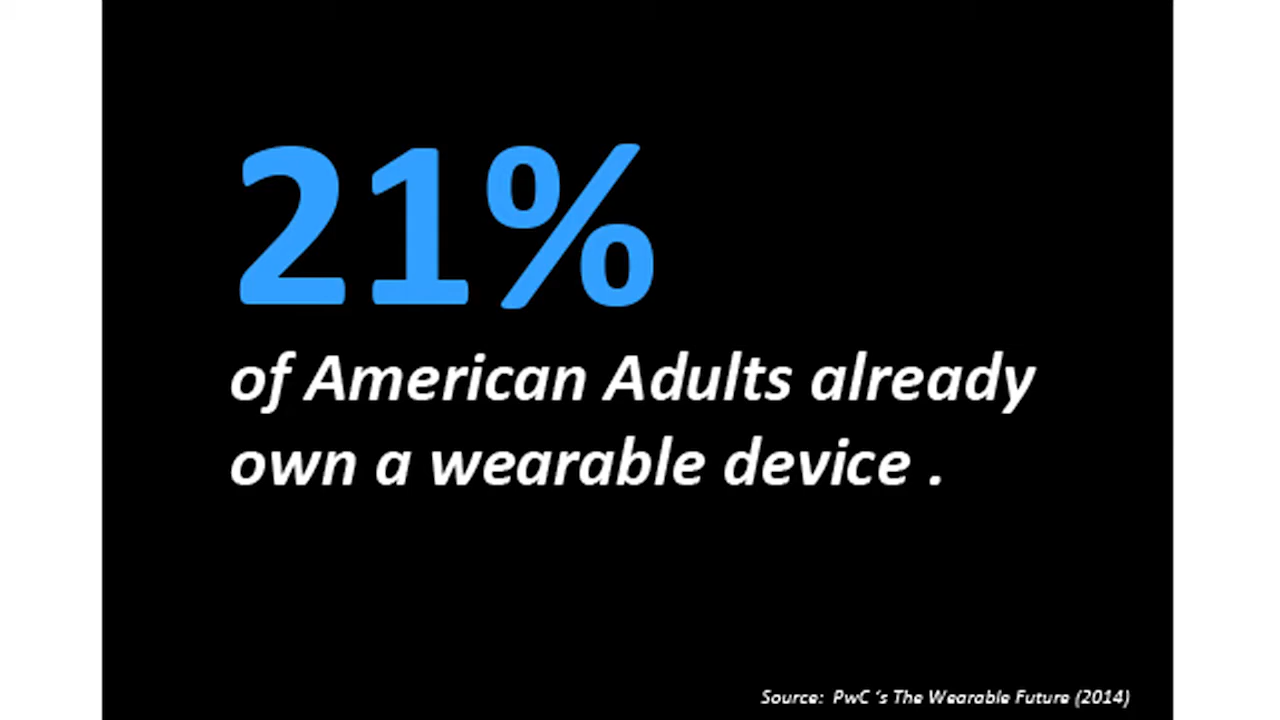 21%
of American Adults already
own a wearable device .
Source: PwC 's The Wearable Future (2014)